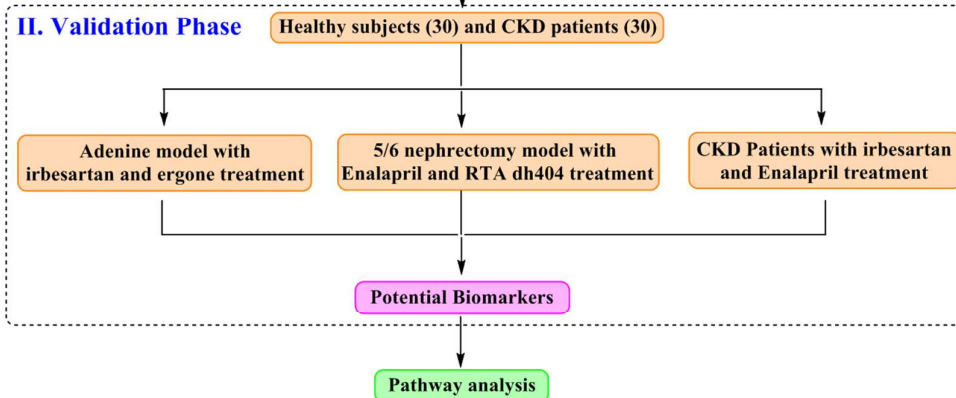 II. Validation Phase
Healthy subjects (30) and CKD patients (30)
Adenine model with
irbesartan and ergone treatment
5/6 nephrectomy model with
Enalapril and RTA dh404 treatment
CKD Patients with irbesartan
and Enalapril treatment
Potential Biomarkers
Pathway analysis